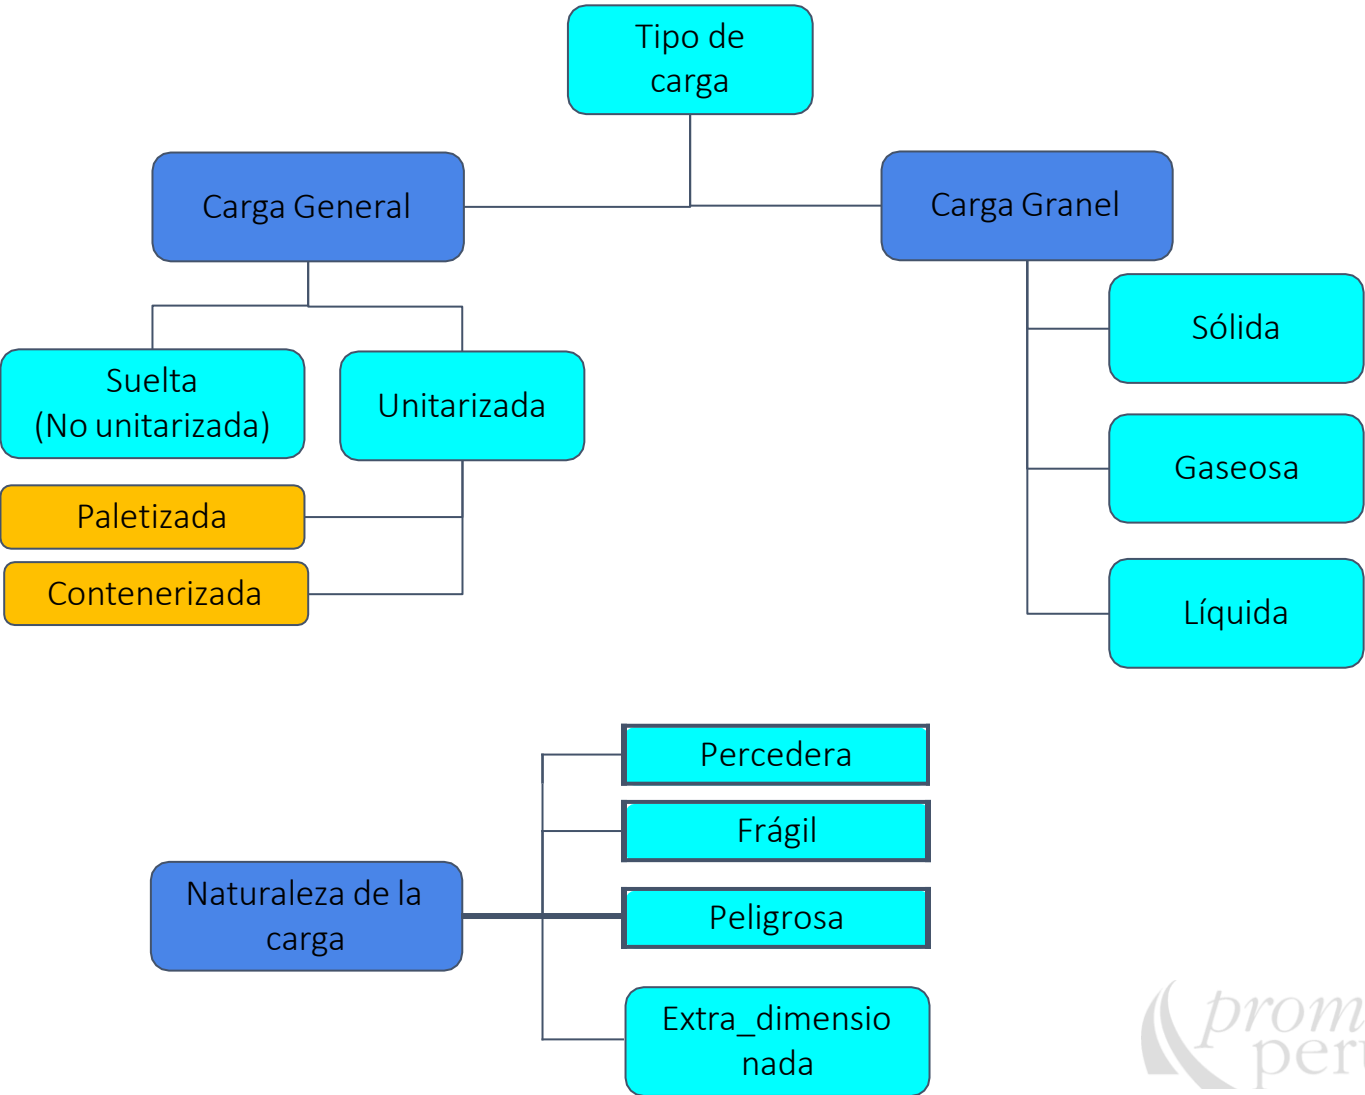 Tipo de
carga
Carga General
Carga Granel
Suelta
(No unitarizada)
Unitarizada
Paletizada
Contenerizada
Sólida
Gaseosa
Líquida
Naturaleza de la
carga
Percedera
Frágil
Peligrosa
Extra_dimensio
nada
prom
perú